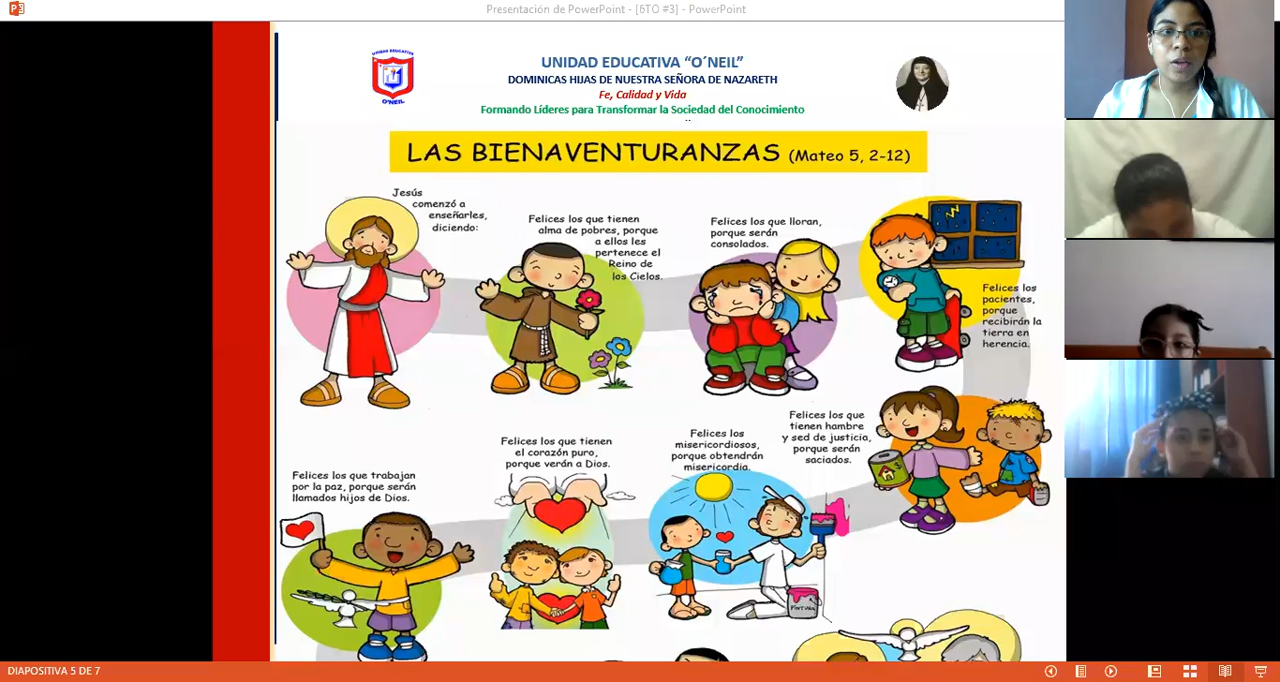 Presentación de PowerPoint - [6TO #3] - PowerPoint
UNIDAD EDUCATIVA
O'NEIL
UNIDAD EDUCATIVA “O´NEIL”
DOMINICAS HIJAS DE NUESTRA SEÑORA DE NAZARETH
Fe, Calidad y Vida
Formando Líderes para Transformar la Sociedad del Conocimiento
LAS BIENAVENTURANZAS (Mateo 5, 2-12)
Jesús
comenzó a
enseñarles,
diciendo:
Felices los que tienen
alma de pobres, porque
a ellos les
pertenece el
Reino de
los Cielos.
Felices los que lloran,
porque serán
consolados.
Felices los
pacientes,
porque
recibirán la
tierra en
herencia.
Felices los que
tienen hambre
y sed de justicia,
porque serán
saciados.
Felices los
misericordiosos,
porque obtendrán
misericordia.
PINTURA
Felices los que tienen
el corazón puro,
porque verán a Dios.
Felices los que trabajan
por la paz, porque serán
llamados hijos de Dios.
DIAPOSITIVA 5 DE 7